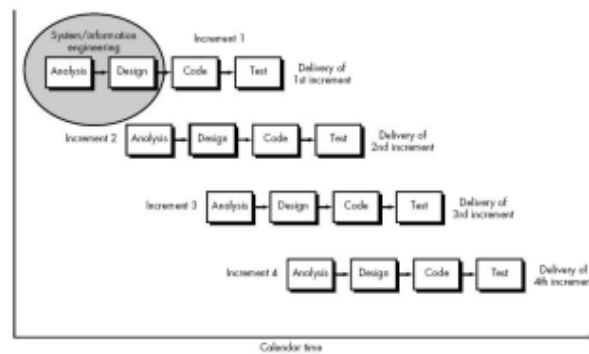 System/information
engineering
Increment 1
Analysis
Design
Code
Test
Delivery of
1st increment
Increment 2
Analysis
Design
Code
Test
Delivery of
2nd increment
Increment 3
Analysis
Design
Code
Test
Delivery of
3rd increment
Increment 4
Analysis
Design
Code
Test
Delivery of
4th increment
Calendar time